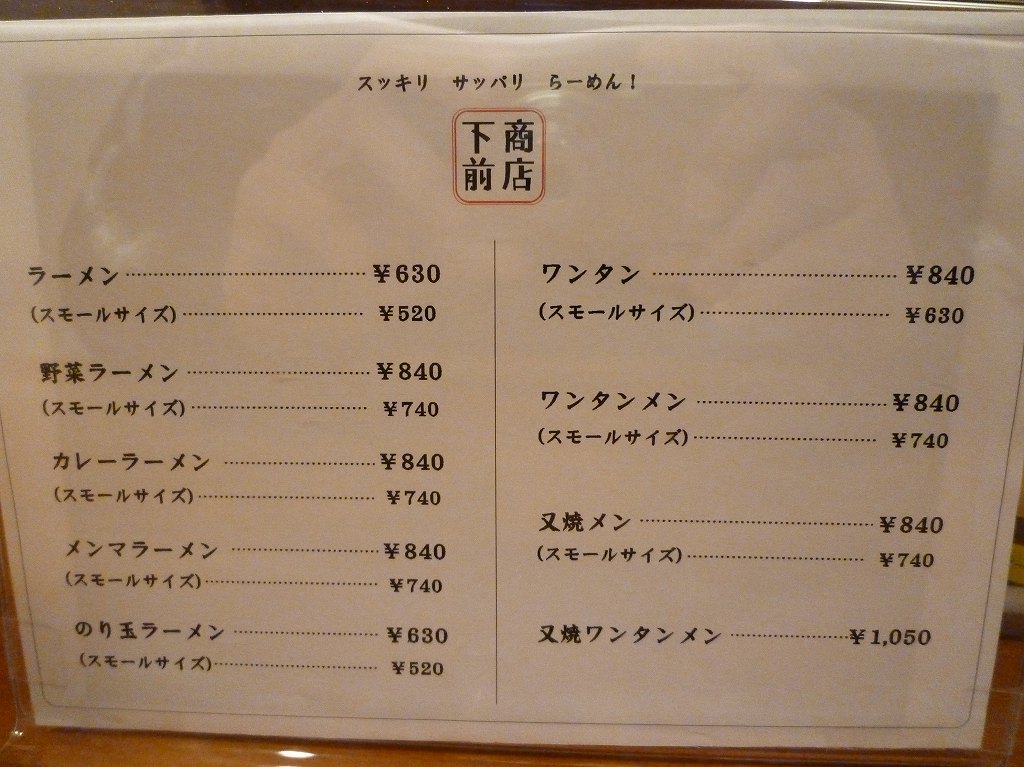 スッキリ サッパリ らーめん！
下 商
前 店
ラーメン ¥630
(スモールサイズ) ¥520
野菜ラーメン ¥840
(スモールサイズ) ¥740
カレーラーメン ¥840
(スモールサイズ) ¥740
メンマラーメン ¥840
(スモールサイズ) ¥740
のり玉ラーメン ¥630
(スモールサイズ) ¥520
ワンタン ¥840
(スモールサイズ) ¥630
ワンタンメン ¥840
(スモールサイズ) ¥740
叉焼メン ¥840
(スモールサイズ) ¥740
叉焼ワンタンメン ¥1,050